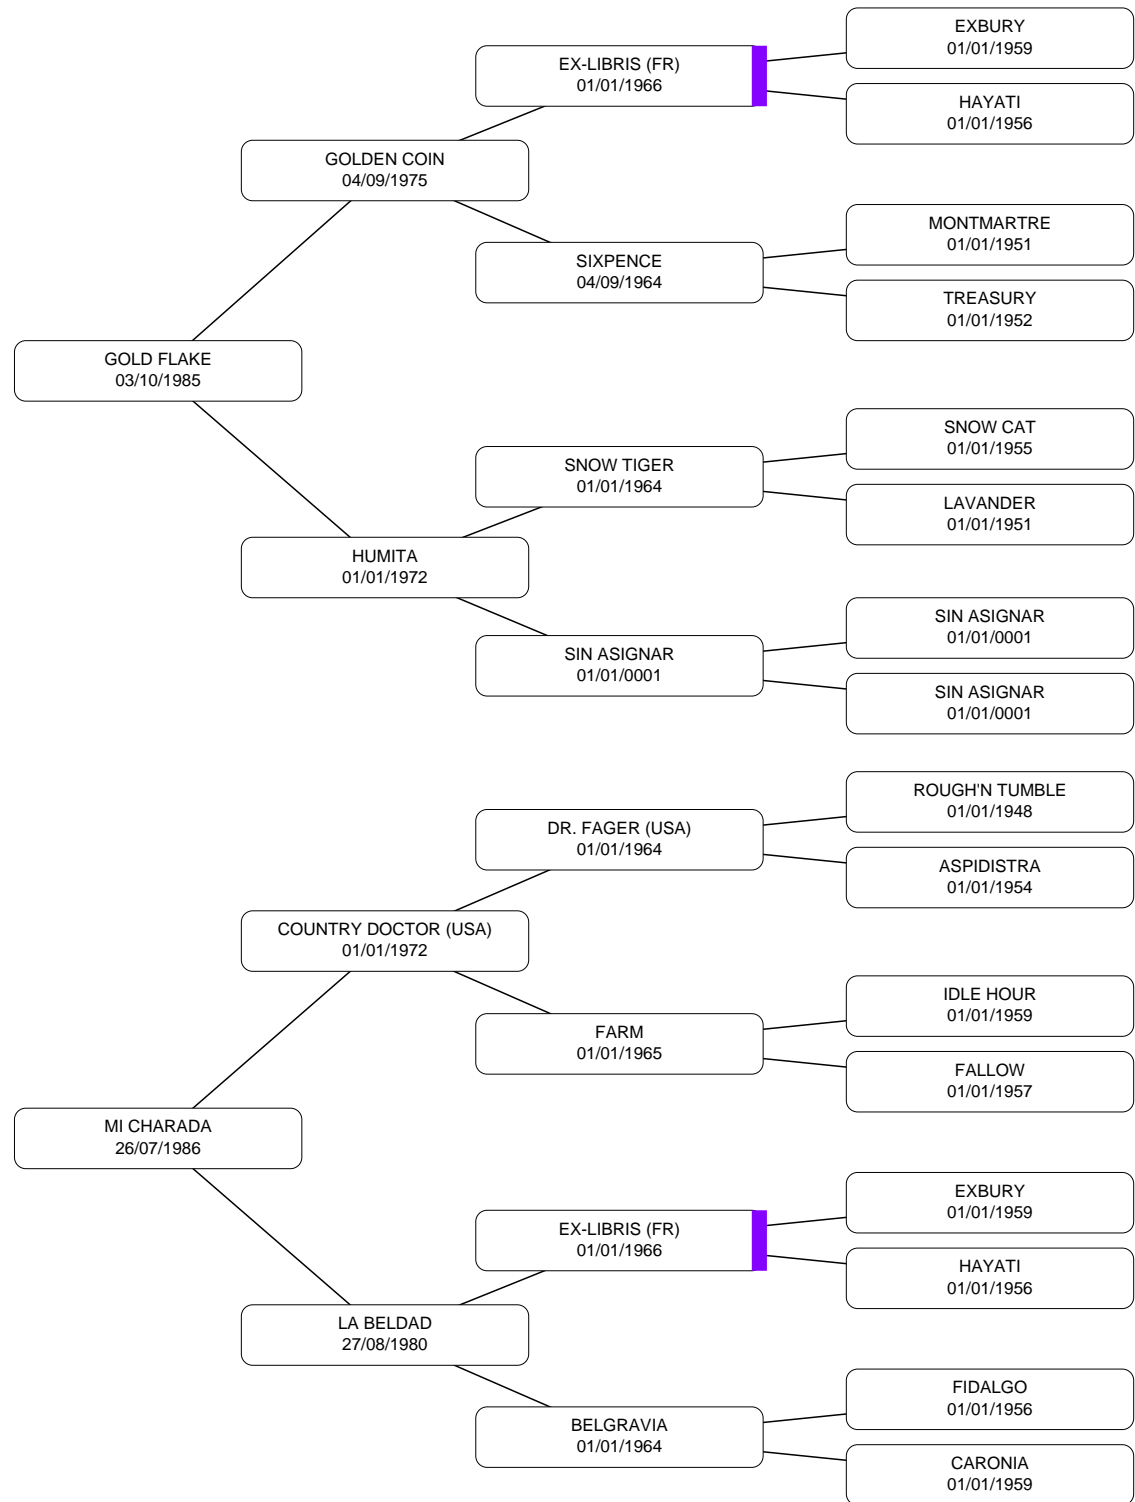 EXBURY
01/01/1959
EX-LIBRIS (FR)
01/01/1966
HAYATI
01/01/1956
GOLDEN COIN
04/09/1975
MONTMARTRE
01/01/1951
SIXPENCE
04/09/1964
TREASURY
01/01/1952
GOLD FLAKE
03/10/1985
SNOW CAT
01/01/1955
SNOW TIGER
01/01/1964
LAVANDER
01/01/1951
HUMITA
01/01/1972
SIN ASIGNAR
01/01/0001
SIN ASIGNAR
01/01/0001
SIN ASIGNAR
01/01/0001
ROUGH'N TUMBLE
01/01/1948
DR. FAGER (USA)
01/01/1964
ASPIDISTRA
01/01/1954
COUNTRY DOCTOR (USA)
01/01/1972
IDLE HOUR
01/01/1959
FARM
01/01/1965
FALLOW
01/01/1957
MI CHARADA
26/07/1986
EXBURY
01/01/1959
EX-LIBRIS (FR)
01/01/1966
HAYATI
01/01/1956
LA BELDAD
27/08/1980
FIDALGO
01/01/1956
BELGRAVIA
01/01/1964
CARONIA
01/01/1959